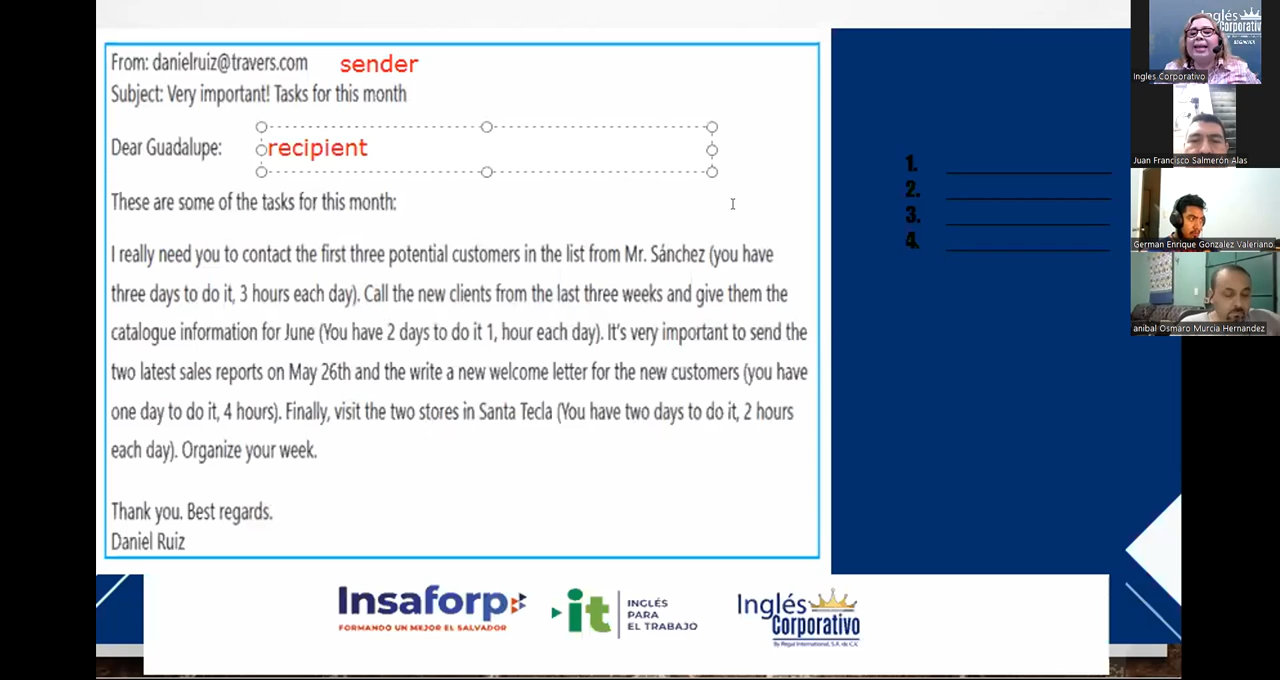 From: danielruiz@travers.com sender
Subject: Very important! Tasks for this month
Dear Guadalupe: recipient
These are some of the tasks for this month:
I really need you to contact the first three potential customers in the list from Mr. Sánchez (you have
three days to do it, 3 hours each day). Call the new clients from the last three weeks and give them the
catalogue information for June (You have 2 days to do it 1, hour each day). It's very important to send the
two latest sales reports on May 26th and the write a new welcome letter for the new customers (you have
one day to do it, 4 hours). Finally, visit the two stores in Santa Tecla (You have two days to do it, 2 hours
each day). Organize your week.
Thank you. Best regards.
Daniel Ruiz
1.
2.
3.
4.
Insaforp
FORMANDO UN MEJOR EL SALVADOR
it
INGLÉS
PARA
EL TRABAJO
Inglés
Corporativo
By Regal International, S.A. de C.V.
Inglés
Corporativo
Ingles Corporativo
Juan Francisco Salmerón Alas
German Enrique Gonzalez Valeriano
anibal Osmaro Murcia Hernandez